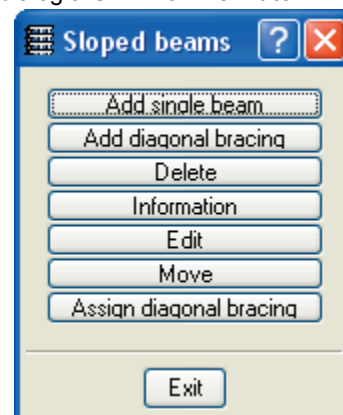 Sloped beams
Add single beam
Add diagonal bracing
Delete
Information
Edit
Move
Assign diagonal bracing
Exit